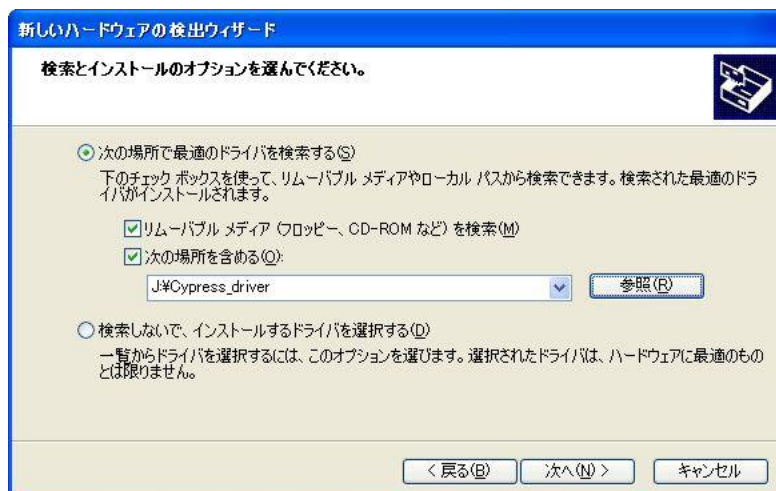 新しいハードウェアの検出ウィザード
検索とインストールのオプションを選んでください。
次の場所で最適のドライバを検索する(S)
下のチェック ボックスを使って、リムーバブル メディアやローカル パスから検索できます。検索された最適のドラ
イバがインストールされます。
リムーバブル メディア (フロッピー、CD-ROM など) を検索(M)
次の場所を含める(O):
J:¥Cypress_driver
参照(R)
検索しないで、インストールするドライバを選択する(D)
一覧からドライバを選択するには、このオプションを選びます。選択されたドライバは、ハードウェアに最適のもの
とは限りません。
< 戻る(B)
次へ(N) >
キャンセル